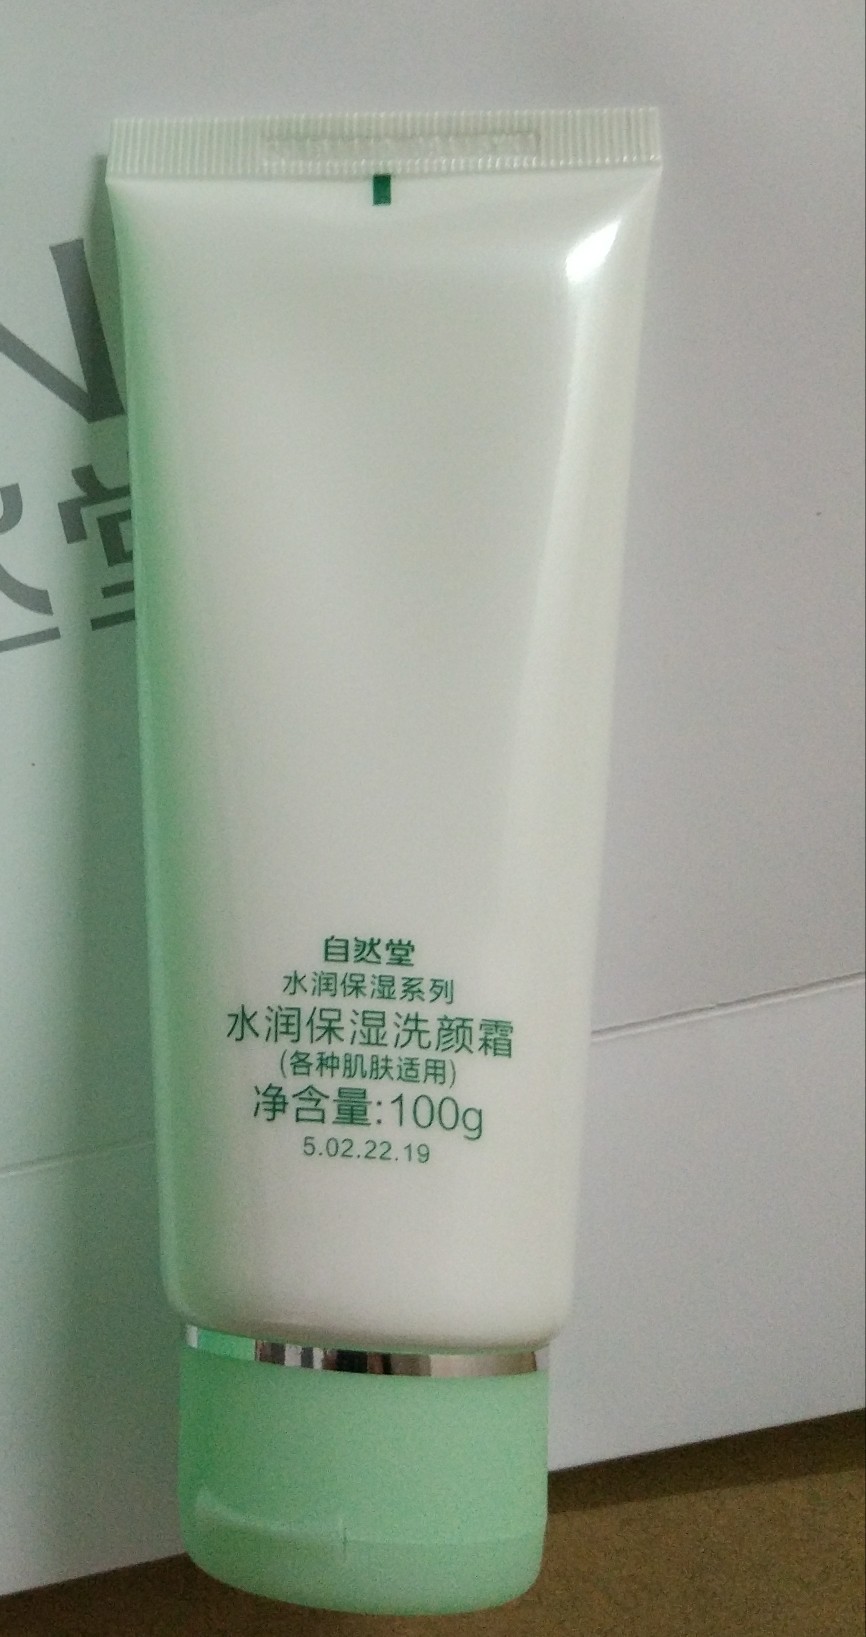 堂
自然堂
水润保湿系列
水润保湿洗颜霜
(各种肌肤适用)
净含量:100g
5.02.22.19